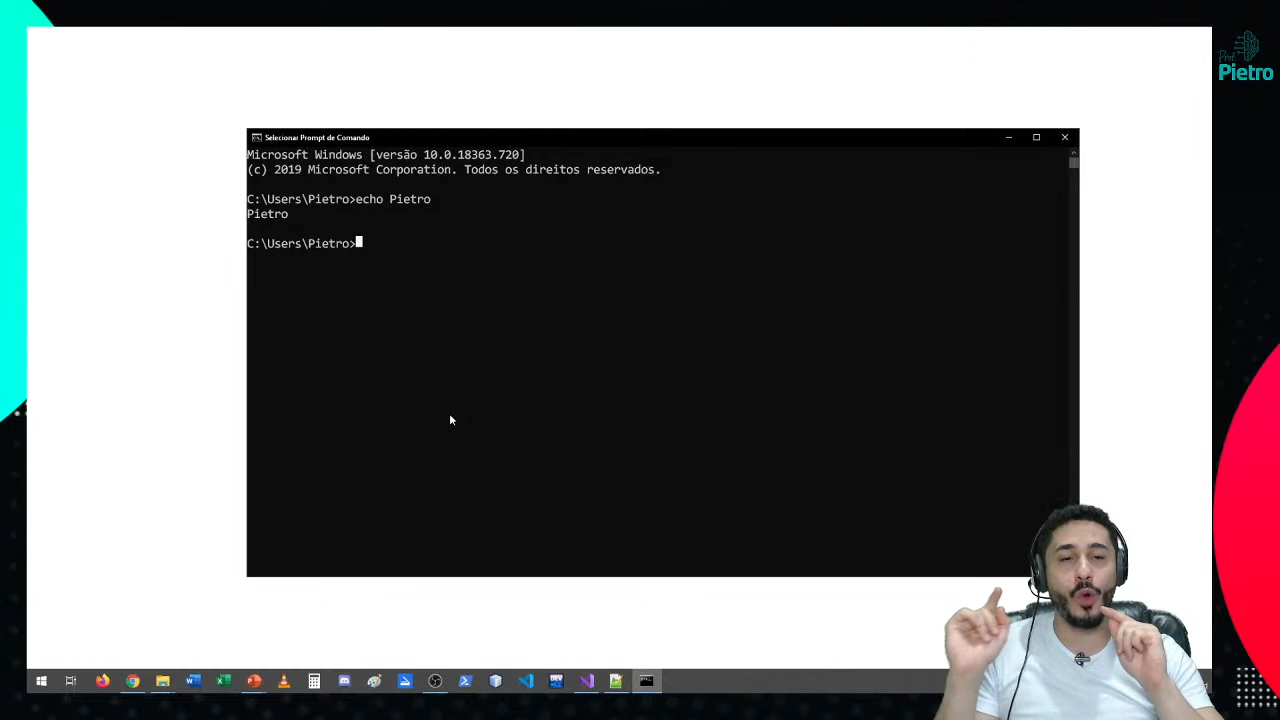 Prof.
Pietro
Selecionar Prompt de Comando
Microsoft Windows [versão 10.0.18363.720]
(c) 2019 Microsoft Corporation. Todos os direitos reservados.
C:\Users\Pietro>echo Pietro
Pietro
C:\Users\Pietro>